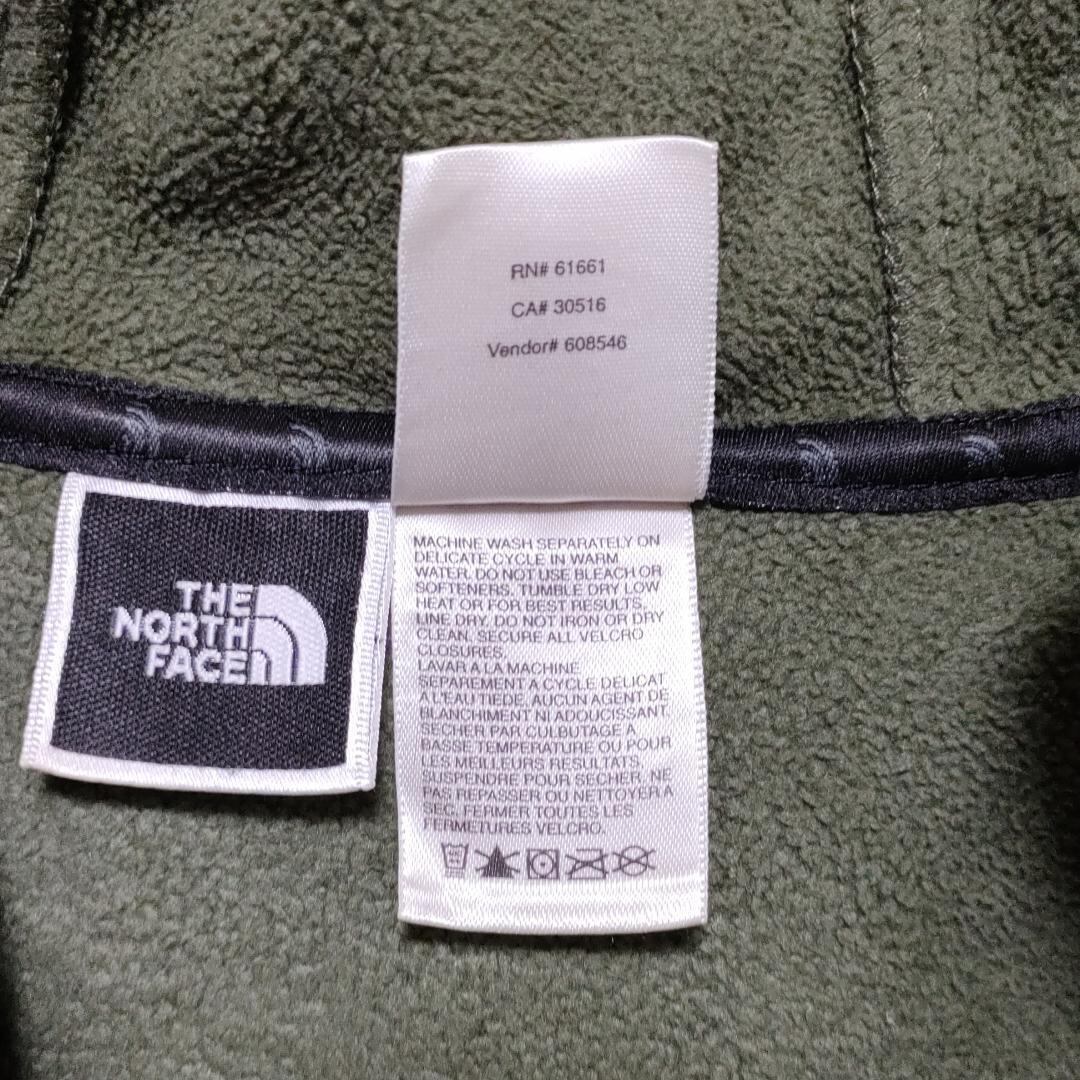 RN# 61661
CA# 30516
Vendor# 608546
THE
NORTH
FACE
MACHINE WASH SEPARATELY ON
DELICATE CYCLE IN WARM
WATER. DO NOT USE BLEACH OR
SOFTENERS. TUMBLE DRY LOW
HEAT OR FOR BEST RESULTS,
LINE DRY. DO NOT IRON OR DRY
CLEAN. SECURE ALL VELCRO
CLOSURES.
LAVAR A LA MACHINE
SEPAREMENT A CYCLE DELICAT
A L'EAU TIEDE. AUCUN AGENT DE
BLANCHIMENT NI ADOUCISSANT.
SECHER PAR CULBUTAGE A
BASSE TEMPERATURE OU POUR
LES MEILLEURS RESULTATS,
SUSPENDRE POUR SECHER. NE
PAS REPASSER OU NETTOYER A
SEC. FERMER TOUTES LES
FERMETURES VELCRO.